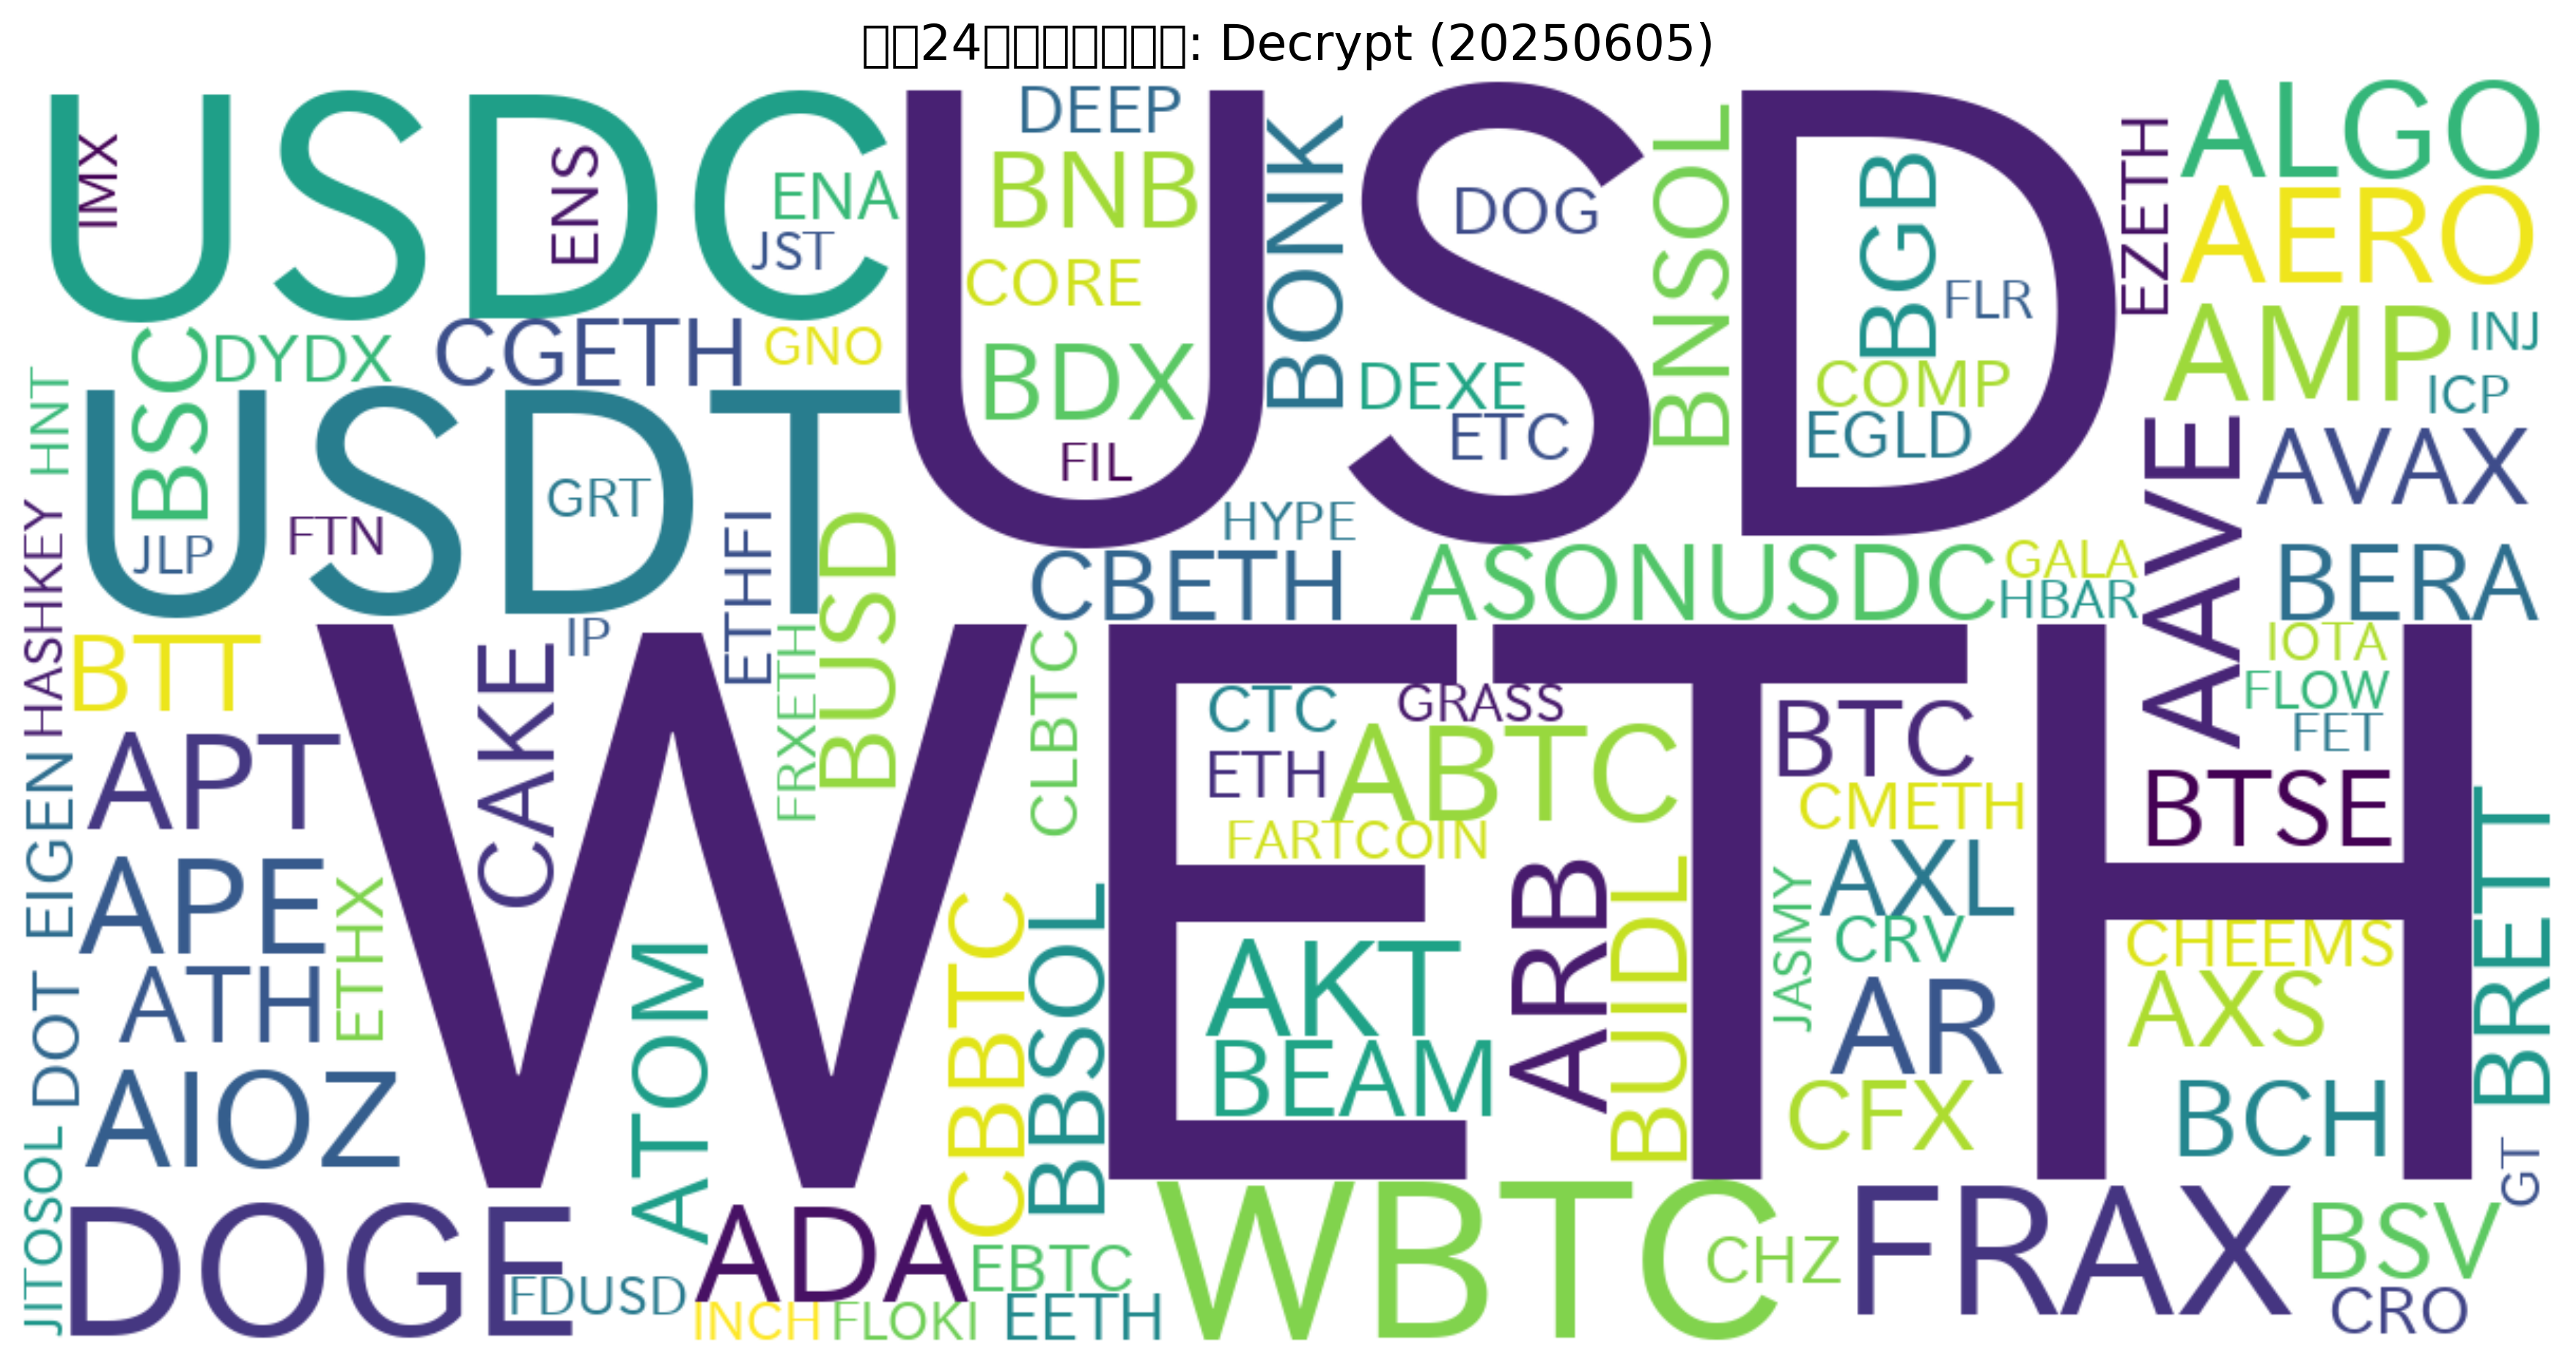 24: Decrypt (20250605)
USDC
USD
IMX
ENS
ENA
JST
DEEP
BNB
CORE
BDX
FIL
BONK
DOG
DEXE
ETC
BNSOL
BGB
FLR
COMP
EGLD
EZETH
ALGO
AERO
AMP
INJ
ICP
AVAX
AAVE
BERA
HNT
BSC
DYDX
CGETH
GNO
USDT
JLP
FTN
GRT
HASHKEY
ETHFI
BUSD
HYPE
CBETH
ASONUSDC
GALA
HBAR
IP
BTT
WETH
CAKE
FRXETH
CLBTC
CTC
GRASS
ETH
ABTC
FARTCOIN
BTC
CMETH
IOTA
FLOW
FET
BTSE
BRETT
EIGEN
APT
APE
ETHX
ATH
DOT
AIOZ
ATOM
CBBTC
BBSOL
AKT
BEAM
ARB
BUIDL
JASMY
AXL
CRV
AR
CFX
CHEEMS
AXS
BCH
GT
JITOSOL
DOGE
FDUSD
ADA
INCH
FLOKI
EBTC
EETH
WBTC
CHZ
FRAX
BSV
CRO